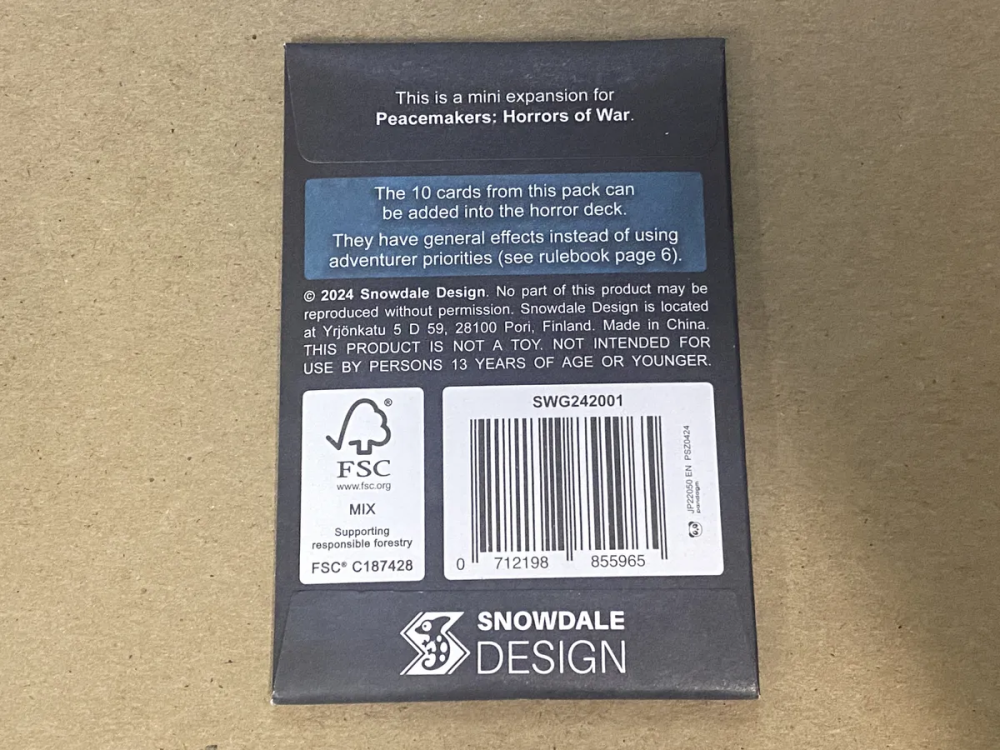 This is a mini expansion for
Peacemakers: Horrors of War.
The 10 cards from this pack can
be added into the horror deck.
They have general effects instead of using
adventurer priorities (see rulebook page 6).
© 2024 Snowdale Design. No part of this product may be
reproduced without permission. Snowdale Design is located
at Yrjönkatu 5 D 59, 28100 Pori, Finland. Made in China.
THIS PRODUCT IS NOT A TOY. NOT INTENDED FOR
USE BY PERSONS 13 YEARS OF AGE OR YOUNGER.
®
FSC
www.fsc.org
MIX
Supporting
responsible forestry
FSC® C187428
SWG242001
0 712198 855965
JP22050 EN PSZ0424
SNOWDALE
DESIGN